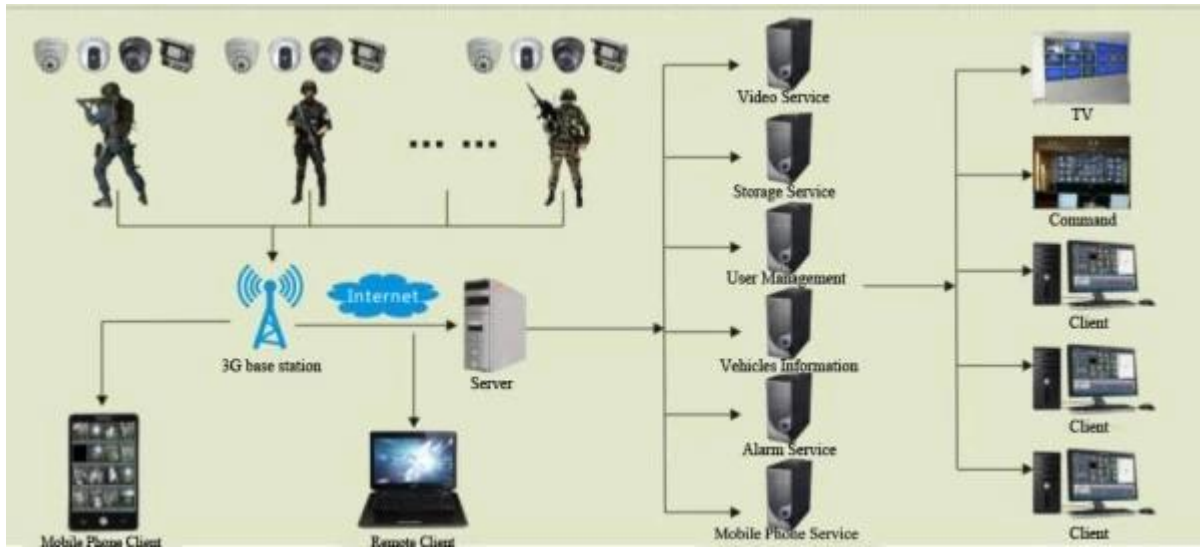 Video Service
TV
Storage Service
Command
User Management
Internet
Client
3G base station
Server
Vehicles Information
Client
Alarm Service
Mobile Phone Client
Remote Client
Mobile Phone Service
Client